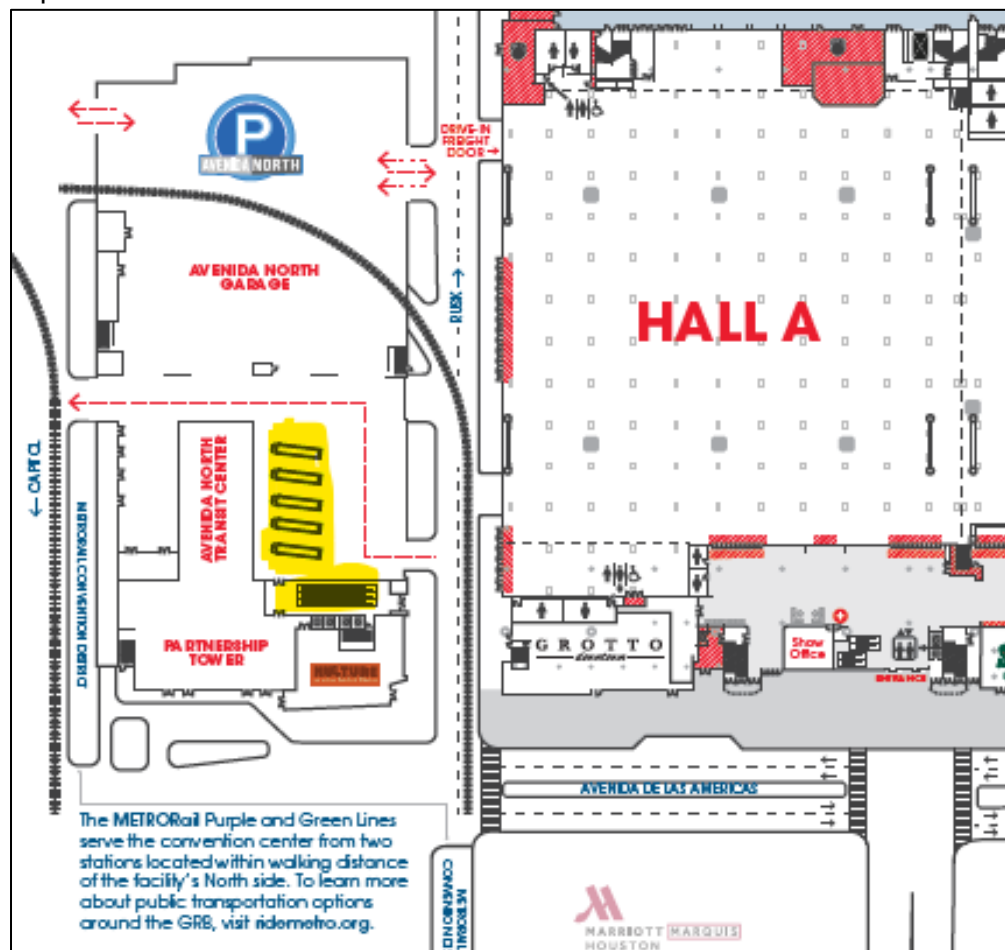 P
AVENIDA NORTH
DRIVE-IN
FREIGHT
DOOR →
AVENIDA NORTH
GARAGE
RUSK →
HALL A
← CAPITOL
METRORAIL CONVENTION DISTRICT
AVENIDA NORTH
TRANSIT CENTER
PARTNERSHIP
TOWER
KULTURE
GROTTO
Show
Office
ENTRANCE
AVENIDA DE LAS AMERICAS
The METRORail Purple and Green Lines
serve the convention center from two
stations located within walking distance
of the facility's North side. To learn more
about public transportation options
around the GRB, visit ridemetro.org.
METRORAIL
MARRIOTT MARQUIS
HOUSTON